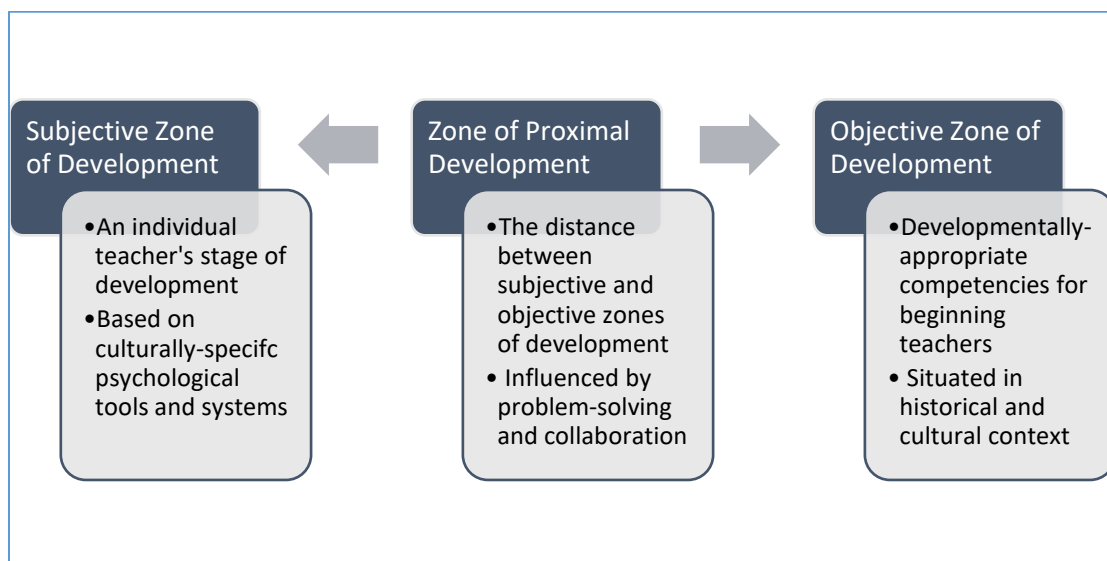 Subjective Zone
of Development
•An individual
teacher's stage of
development
•Based on
culturally-specifc
psychological
tools and systems
Zone of Proximal
Development
•The distance
between
subjective and
objective zones
of development
• Influenced by
problem-solving
and collaboration
Objective Zone of
Development
•Developmentally-
appropriate
competencies for
beginning
teachers
• Situated in
historical and
cultural context